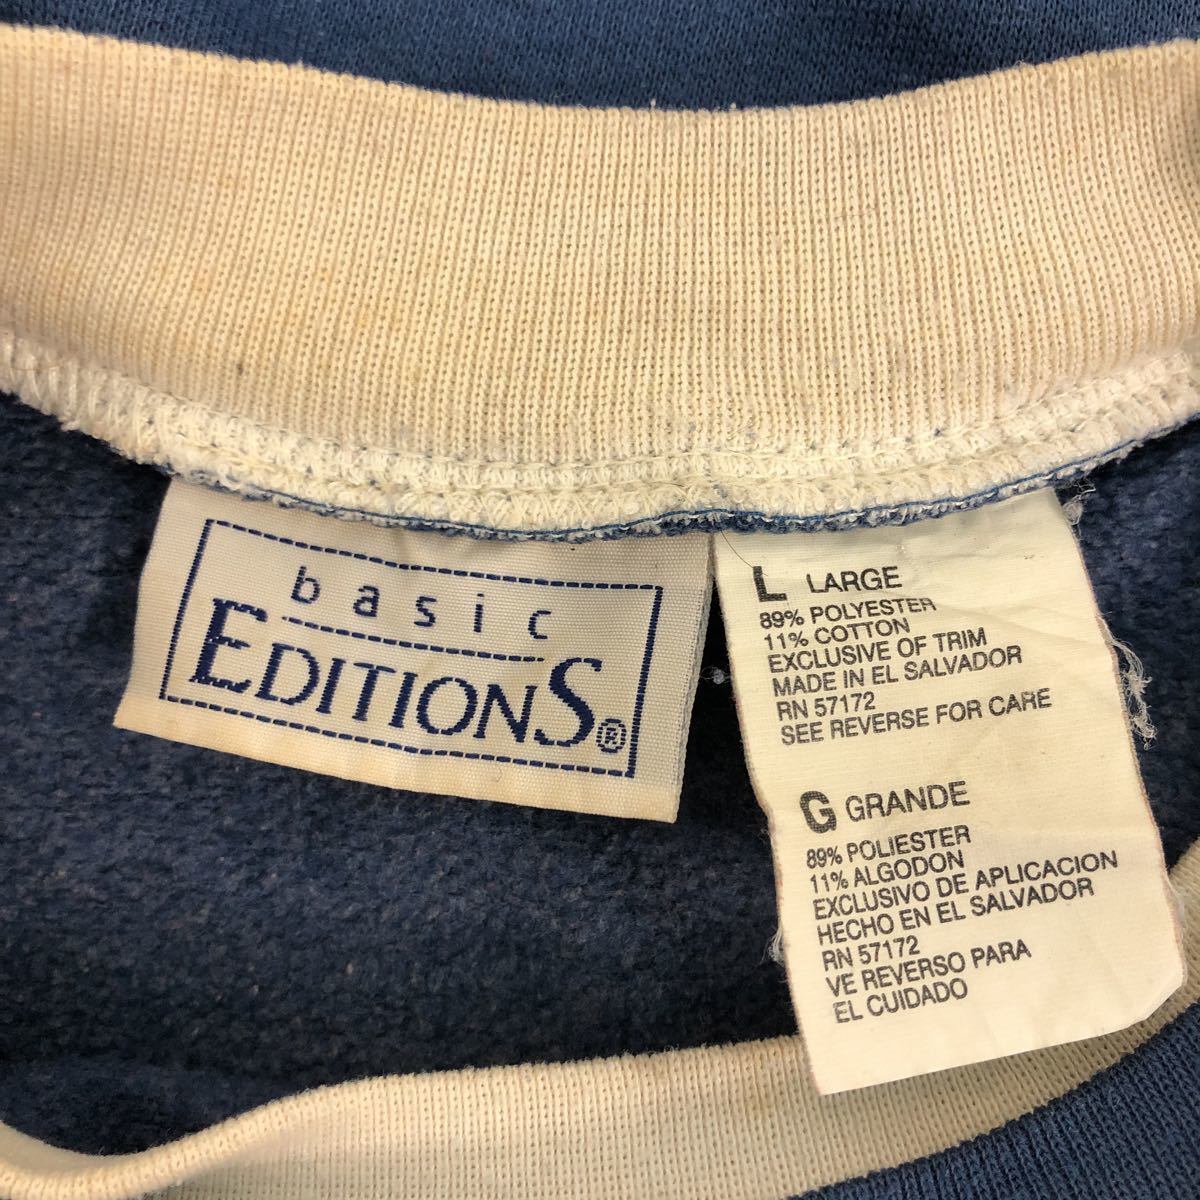 basic
EDITIONS®
L LARGE
89% POLYESTER
11% COTTON
EXCLUSIVE OF TRIM
MADE IN EL SALVADOR
RN 57172
SEE REVERSE FOR CARE
G GRANDE
89% POLIESTER
11% ALGODON
EXCLUSIVO DE APLICACION
HECHO EN EL SALVADOR
RN 57172
VE REVERSO PARA
EL CUIDADO